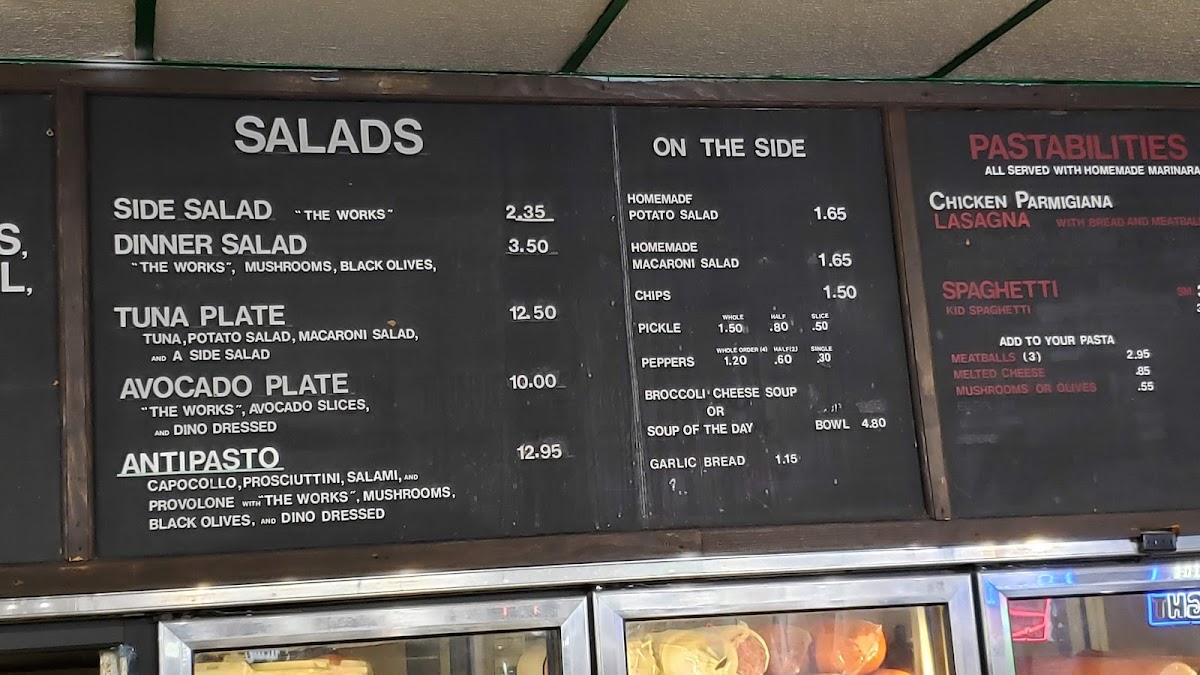 S,
L,
SALADS
SIDE SALAD "THE WORKS" 2.35
DINNER SALAD 3.50
"THE WORKS", MUSHROOMS, BLACK OLIVES,
TUNA PLATE 12.50
TUNA, POTATO SALAD, MACARONI SALAD,
AND A SIDE SALAD
AVOCADO PLATE 10.00
"THE WORKS", AVOCADO SLICES,
AND DINO DRESSED
ANTIPASTO 12.95
CAPOCOLLO, PROSCIUTTINI, SALAMI, AND
PROVOLONE WITH "THE WORKS", MUSHROOMS,
BLACK OLIVES, AND DINO DRESSED
ON THE SIDE
HOMEMADE
POTATO SALAD 1.65
HOMEMADE
MACARONI SALAD 1.65
CHIPS 1.50
WHOLE HALF SLICE
PICKLE 1.50 .80 .50
WHOLE ORDER (4) HALF(2) SINGLE
PEPPERS 1.20 .60 .30
BROCCOLI CHEESE SOUP
OR
SOUP OF THE DAY BOWL 4.80
GARLIC BREAD 1.15
PASTABILITIES
ALL SERVED WITH HOMEMADE MARINARA
CHICKEN PARMIGIANA
LASAGNA WITH BREAD AND MEATBAL
SPAGHETTI SM
KID SPAGHETTI
ADD TO YOUR PASTA
MEATBALLS (3) 2.95
MELTED CHEESE .85
MUSHROOMS OR OLIVES .55